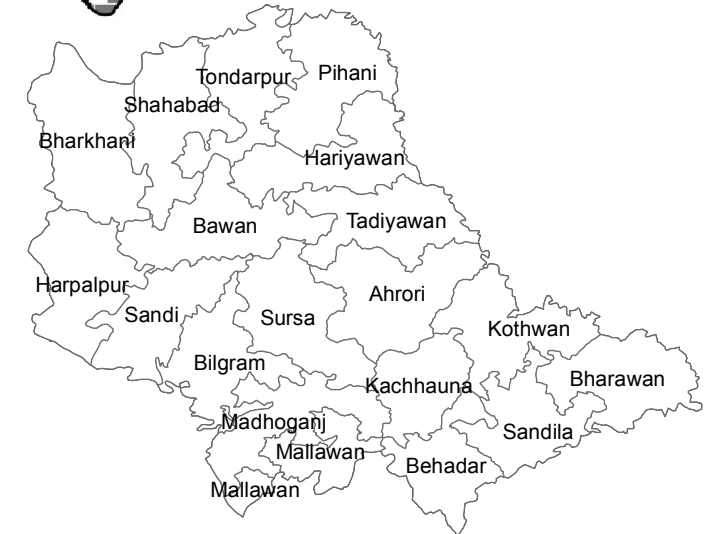 Tondarpur
Pihani
Shahabad
Bharkhani
Hariyawan
Bawan
Tadiyawan
Harpalpur
Ahrori
Sandi
Sursa
Kothwan
Bilgram
Bharawan
Kachhauna
Madhoganj
Sandila
Mallawan
Behadar
Mallawan